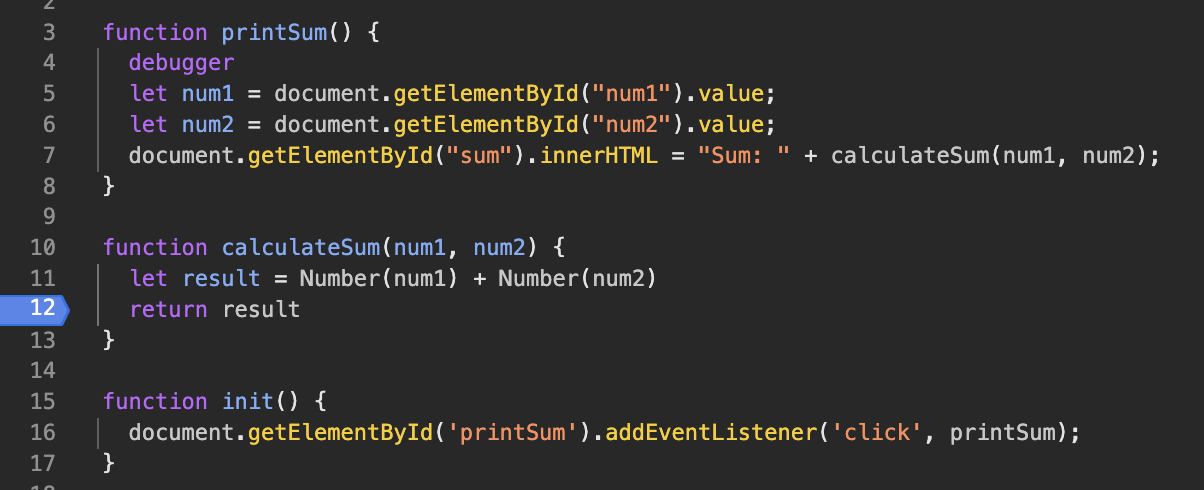 2
3 function printSum() {
4 debugger
5 let num1 = document.getElementById("num1").value;
6 let num2 = document.getElementById("num2").value;
7 document.getElementById("sum").innerHTML = "Sum: " + calculateSum(num1, num2);
8 }
9
10 function calculateSum(num1, num2) {
11 let result = Number(num1) + Number(num2)
12 return result
13 }
14
15 function init() {
16 document.getElementById('printSum').addEventListener('click', printSum);
17 }
18